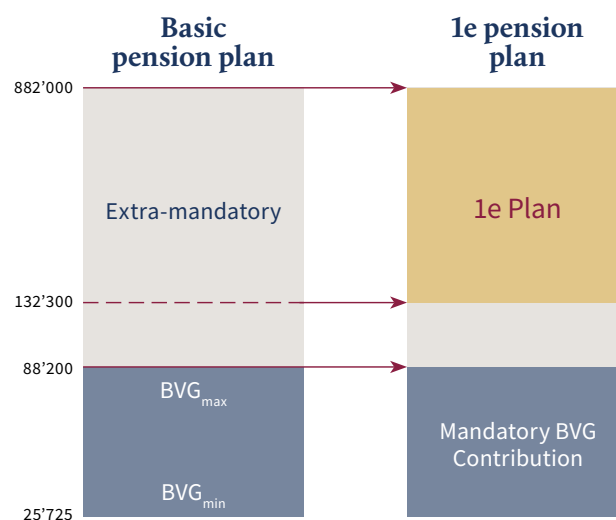 Basic
pension plan
1e pension
plan
882’000
Extra-mandatory
1e Plan
132’300
88’200
BVGmax
Mandatory BVG
Contribution
BVGmin
25’725